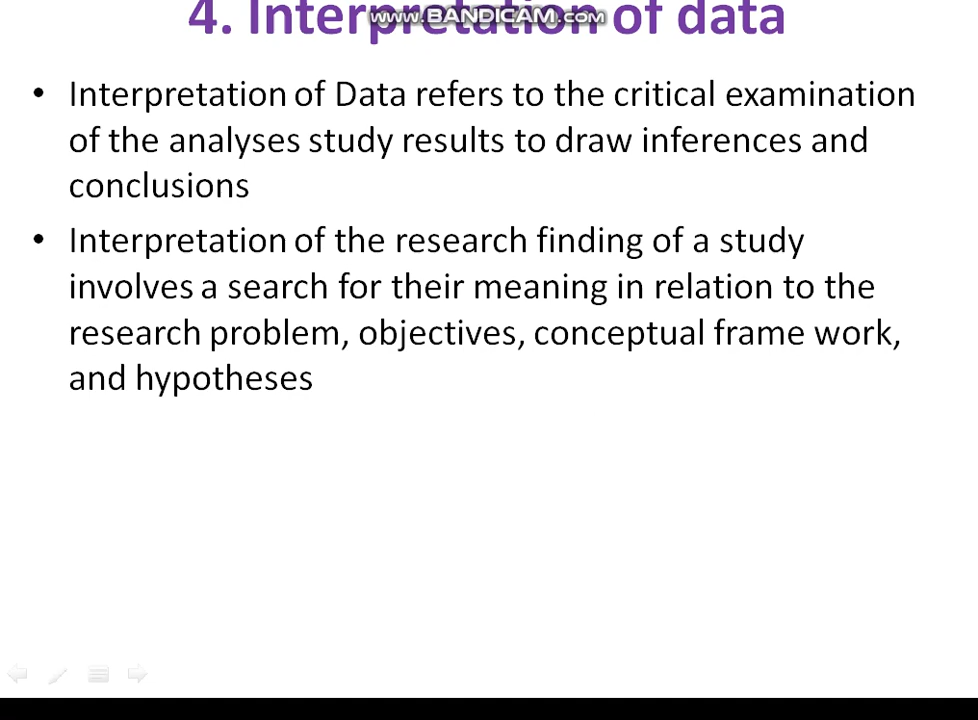 4. Interpretation of data
www.BANDICAM.com
• Interpretation of Data refers to the critical examination
of the analyses study results to draw inferences and
conclusions
• Interpretation of the research finding of a study
involves a search for their meaning in relation to the
research problem, objectives, conceptual frame work,
and hypotheses